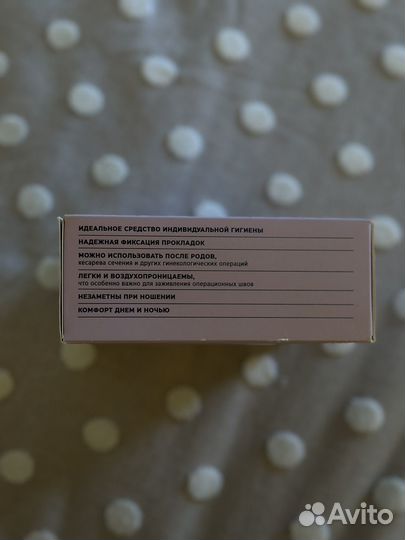 ИДЕАЛЬНОЕ СРЕДСТВО ИНДИВИДУАЛЬНОЙ ГИГИЕНЫ
НАДЕЖНАЯ ФИКСАЦИЯ ПРОКЛАДОК
МОЖНО ИСПОЛЬЗОВАТЬ ПОСЛЕ РОДОВ,
кесарева сечения и других гинекологических операций
ЛЕГКИ И ВОЗДУХОПРОНИЦАЕМЫ,
что особенно важно для заживления операционных швов
НЕЗАМЕТНЫ ПРИ НОШЕНИИ
КОМФОРТ ДНЕМ И НОЧЬЮ
Avito